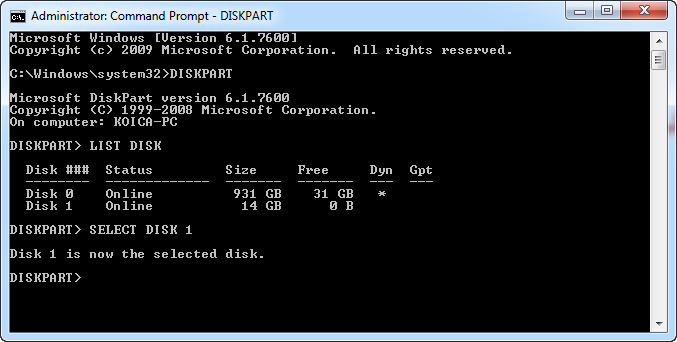 Administrator: Command Prompt - DISKPART
Microsoft Windows [Version 6.1.7600]
Copyright (c) 2009 Microsoft Corporation.  All rights reserved.
C:\Windows\system32>DISKPART
Microsoft DiskPart version 6.1.7600
Copyright (C) 1999-2008 Microsoft Corporation.
On computer: KOICA-PC
DISKPART> LIST DISK
  Disk ###  Status         Size     Free     Dyn  Gpt
  --------  -------------  -------  -------  ---  ---
  Disk 0    Online          931 GB    31 GB   *
  Disk 1    Online           14 GB      0 B
DISKPART> SELECT DISK 1
Disk 1 is now the selected disk.
DISKPART>